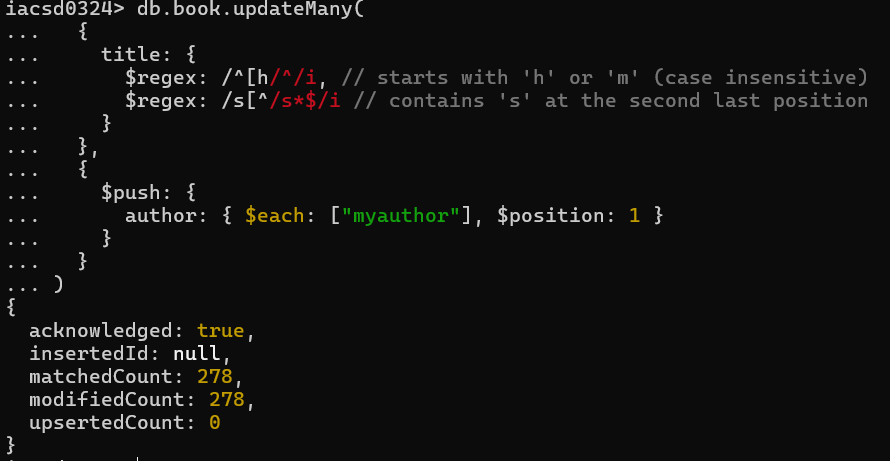 iacsd0324> db.book.updateMany(
...   {
...     title: {
...       $regex: /^[h/^/i, // starts with 'h' or 'm' (case insensitive)
...       $regex: /s[^/s*$/i // contains 's' at the second last position
...     }
...   },
...   {
...     $push: {
...       author: { $each: ["myauthor"], $position: 1 }
...     }
...   }
... )
{
  acknowledged: true,
  insertedId: null,
  matchedCount: 278,
  modifiedCount: 278,
  upsertedCount: 0
}